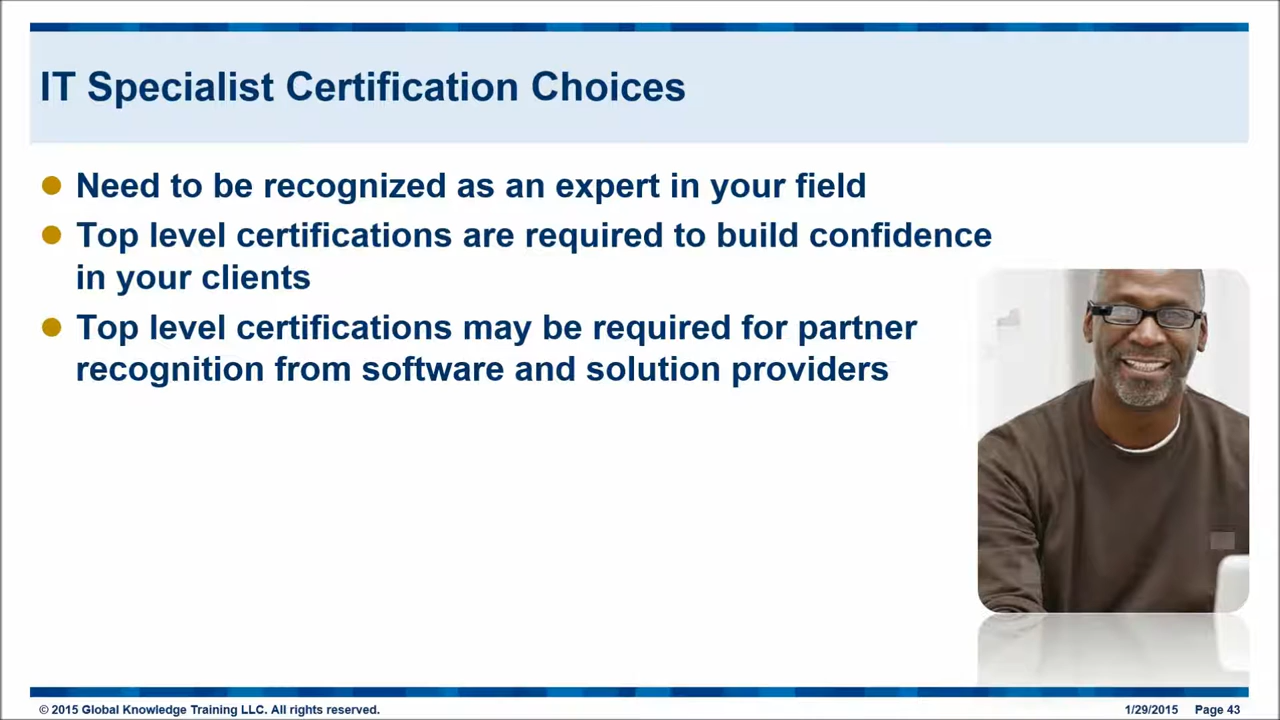 IT Specialist Certification Choices
Need to be recognized as an expert in your field
Top level certifications are required to build confidence
in your clients
Top level certifications may be required for partner
recognition from software and solution providers
© 2015 Global Knowledge Training LLC. All rights reserved.
1/29/2015 Page 43